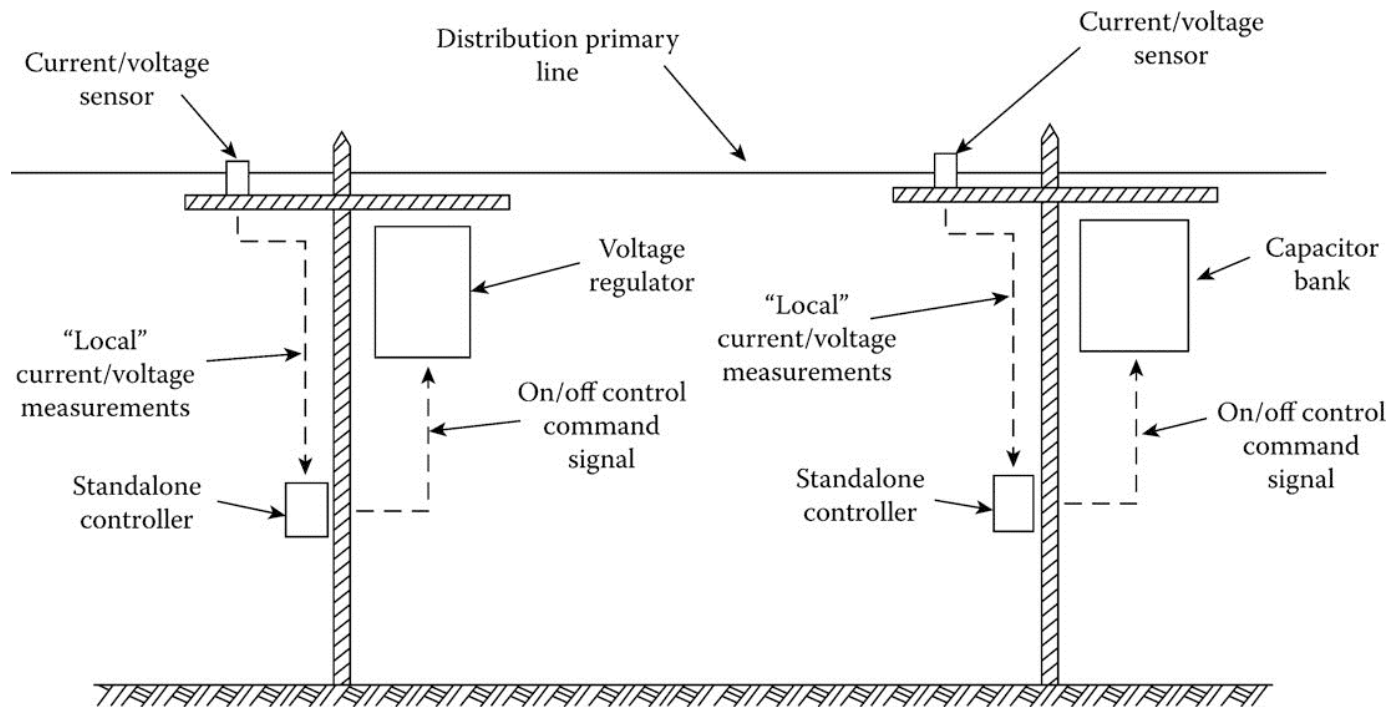 Current/voltage
sensor
Distribution primary
line
Current/voltage
sensor
Voltage
regulator
Capacitor
bank
“Local”
current/voltage
measurements
On/off control
command
signal
“Local”
current/voltage
measurements
On/off control
command
signal
Standalone
controller
Standalone
controller